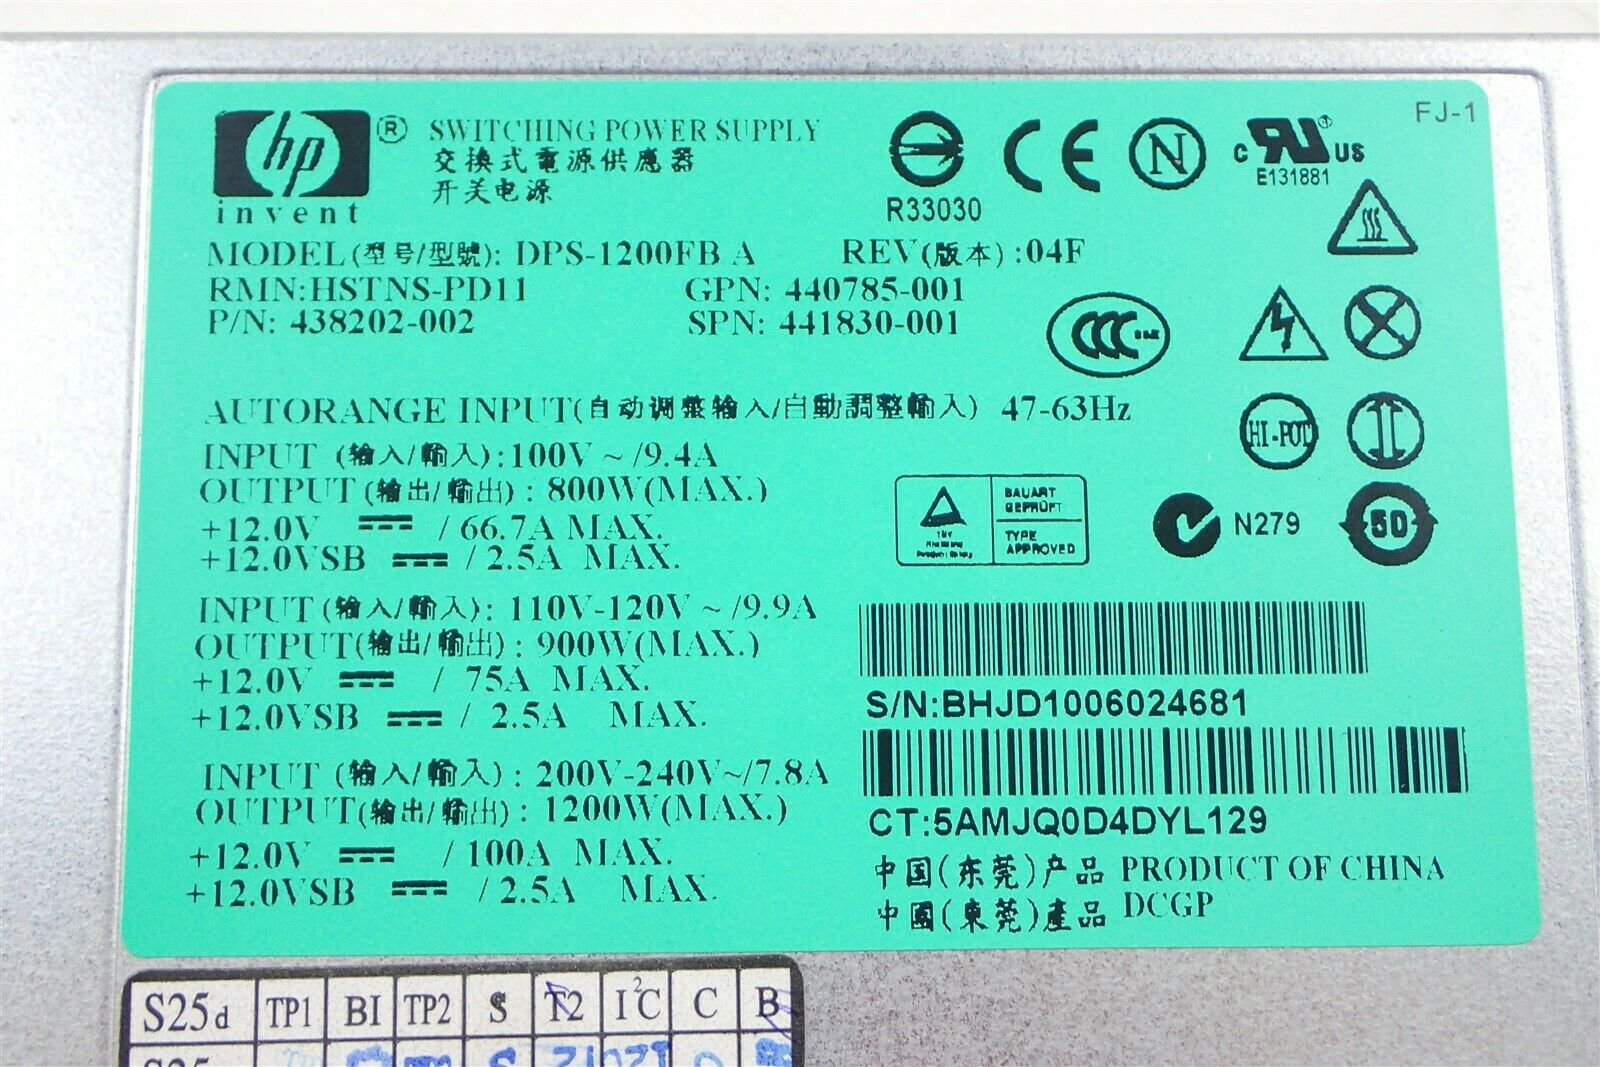 FJ-1
hp ® SWITCHING POWER SUPPLY
交換式電源供應器
开关电源
invent
R33030
CE
N
c RU ® US
E131881
MODEL(型号/型號): DPS-1200FB A REV(版本):04F
RMN:HSTNS-PD11 GPN: 440785-001
P/N: 438202-002 SPN: 441830-001
CCC
AUTORANGE INPUT(自动调整输入/自動調整輸入) 47-63Hz
HI-POT
INPUT (输入/輸入):100V ~ /9.4A
OUTPUT(输出/輸出) : 800W(MAX.)
+12.0V / 66.7A MAX.
+12.0VSB / 2.5A MAX.
BAUART
GEPRÜFT
TYPE
APPROVED
N279
50
INPUT (输入/輸入): 110V-120V ~ /9.9A
OUTPUT(输出/輸出) : 900W(MAX.)
+12.0V / 75A MAX.
+12.0VSB / 2.5A MAX.
S/N:BHJD1006024681
INPUT (输入/輸入) : 200V-240V~/7.8A
OUTPUT(输出/輸出) : 1200W(MAX.)
+12.0V / 100A MAX.
+12.0VSB / 2.5A MAX.
CT:5AMJQ0D4DYL129
中国(东莞)产品 PRODUCT OF CHINA
中國(東莞)產品 DCGP
S25d TP1 BI TP2 S T2 I²C C B